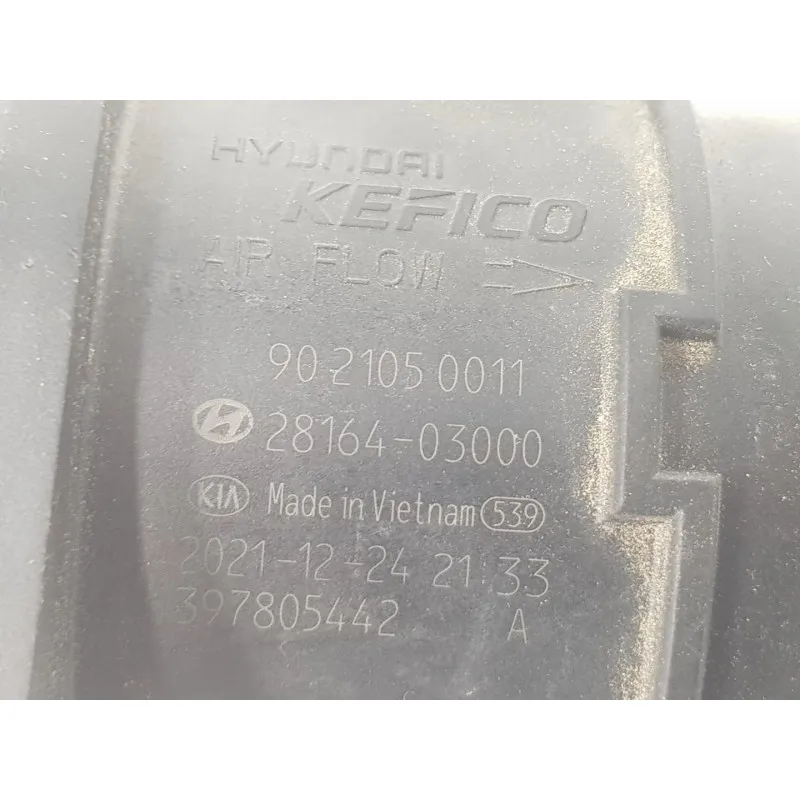 HYUNDAI
KEFICO
AIR FLOW
90 2105 0011
28164-03000
KIA Made in Vietnam 539
2021-12-24 21:33
397805442 A